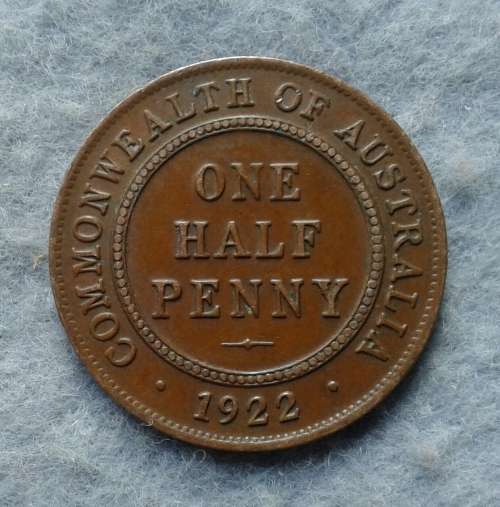 COMMONWEALTH OF AUSTRALIA
ONE
HALF
PENNY
1922